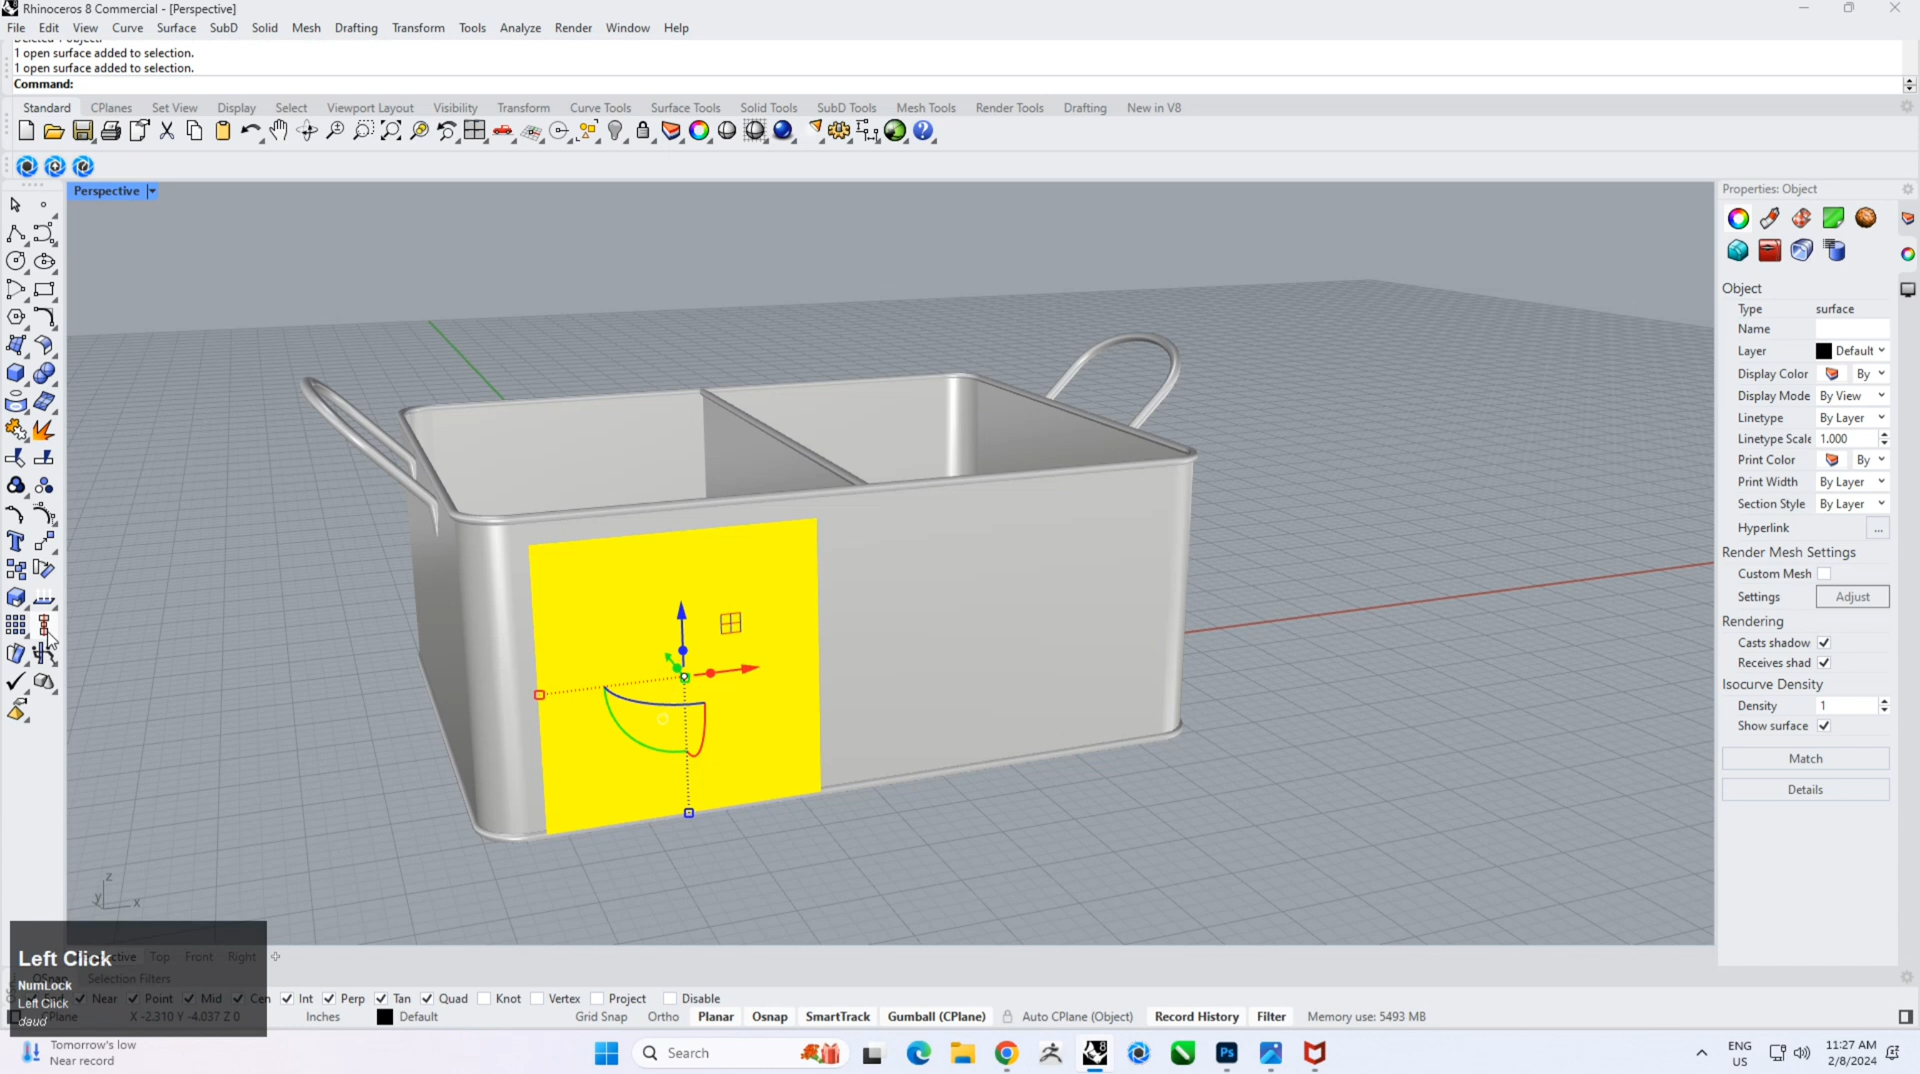 Rhinoceros 8 Commercial - [Perspective]
File Edit View Curve Surface SubD Solid Mesh Drafting Transform Tools Analyze Render Window Help
1 open surface added to selection.
1 open surface added to selection.
Command:
Standard CPlanes Set View Display Select Viewport Layout Visibility Transform Curve Tools Surface Tools Solid Tools SubD Tools Mesh Tools Render Tools Drafting New in V8
Perspective
Properties: Object
Object
Type surface
Name
Layer Default
Display Color By
Display Mode By View
Linetype By Layer
Linetype Scale 1.000
Print Color By
Print Width By Layer
Section Style By Layer
Hyperlink ...
Render Mesh Settings
Custom Mesh
Settings Adjust
Rendering
Casts shadow
Receives shad
Isocurve Density
Density 1
Show surface
Match
Details
z
y
x
Left Click
NumLock
Left Click
daud
Top Front Right
Selection Filters
Near Point Mid Cen Int Perp Tan Quad Knot Vertex Project Disable
CPlane X -2.310 Y -4.037 Z 0 Inches Default Grid Snap Ortho Planar Osnap SmartTrack Gumball (CPlane) Auto CPlane (Object) Record History Filter Memory use: 5493 MB
Tomorrow's low
Near record
Search
Ps
ENG
US
11:27 AM
2/8/2024